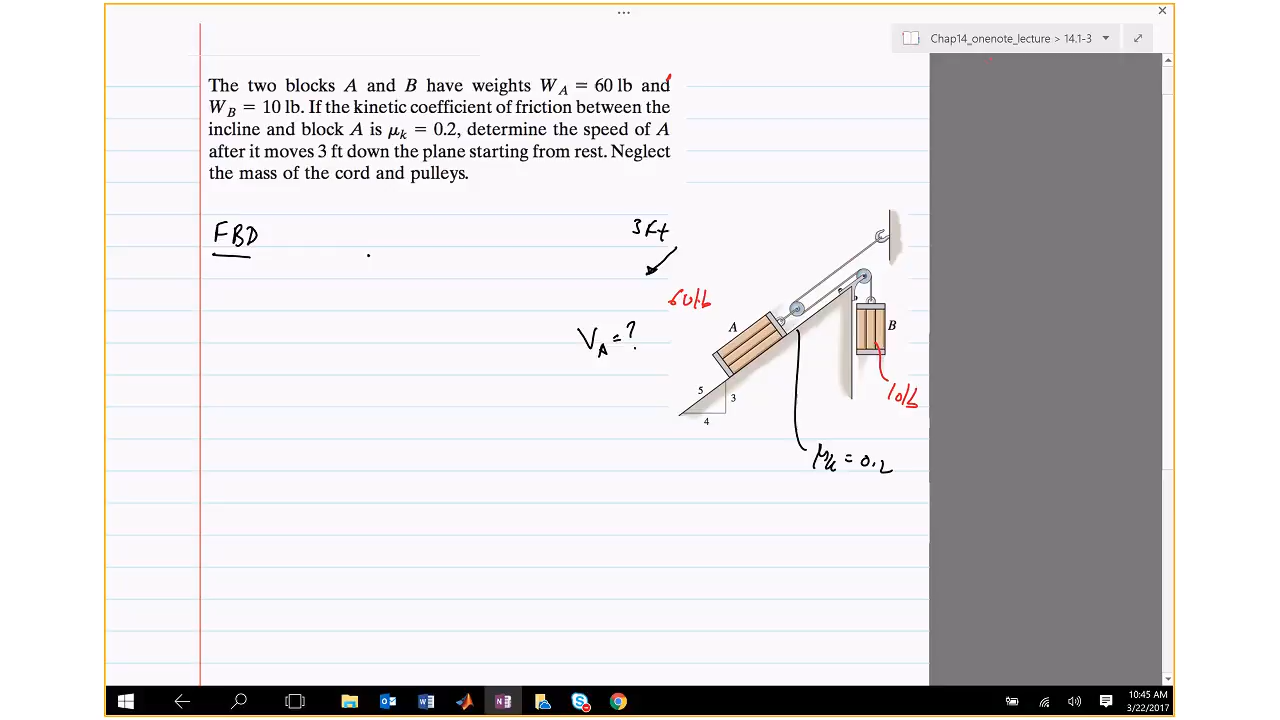 Chap14_onenote_lecture > 14.1-3
The two blocks A and B have weights W_A = 60 lb and
W_B = 10 lb. If the kinetic coefficient of friction between the
incline and block A is μ_k = 0.2, determine the speed of A
after it moves 3 ft down the plane starting from rest. Neglect
the mass of the cord and pulleys.
FBD
3ft
60lb
V_A = ?
A
B
10lb
5
3
4
μ_k = 0.2
10:45 AM
3/22/2017